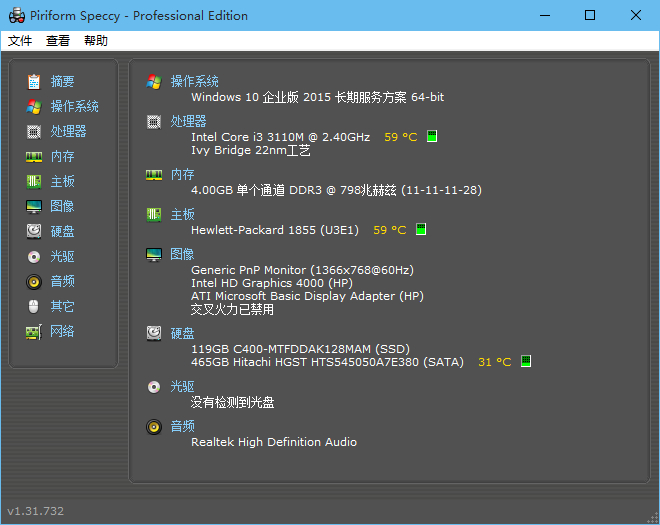 Piriform Speccy - Professional Edition
文件 查看 帮助
摘要
操作系统
处理器
内存
主板
图像
硬盘
光驱
音频
其它
网络
操作系统
Windows 10 企业版 2015 长期服务方案 64-bit
处理器
Intel Core i3 3110M @ 2.40GHz 59 °C
Ivy Bridge 22nm工艺
内存
4.00GB 单个通道 DDR3 @ 798兆赫兹 (11-11-11-28)
主板
Hewlett-Packard 1855 (U3E1) 59 °C
图像
Generic PnP Monitor (1366x768@60Hz)
Intel HD Graphics 4000 (HP)
ATI Microsoft Basic Display Adapter (HP)
交叉火力已禁用
硬盘
119GB C400-MTFDDAK128MAM (SSD)
465GB Hitachi HGST HTS545050A7E380 (SATA) 31 °C
光驱
没有检测到光盘
音频
Realtek High Definition Audio
v1.31.732